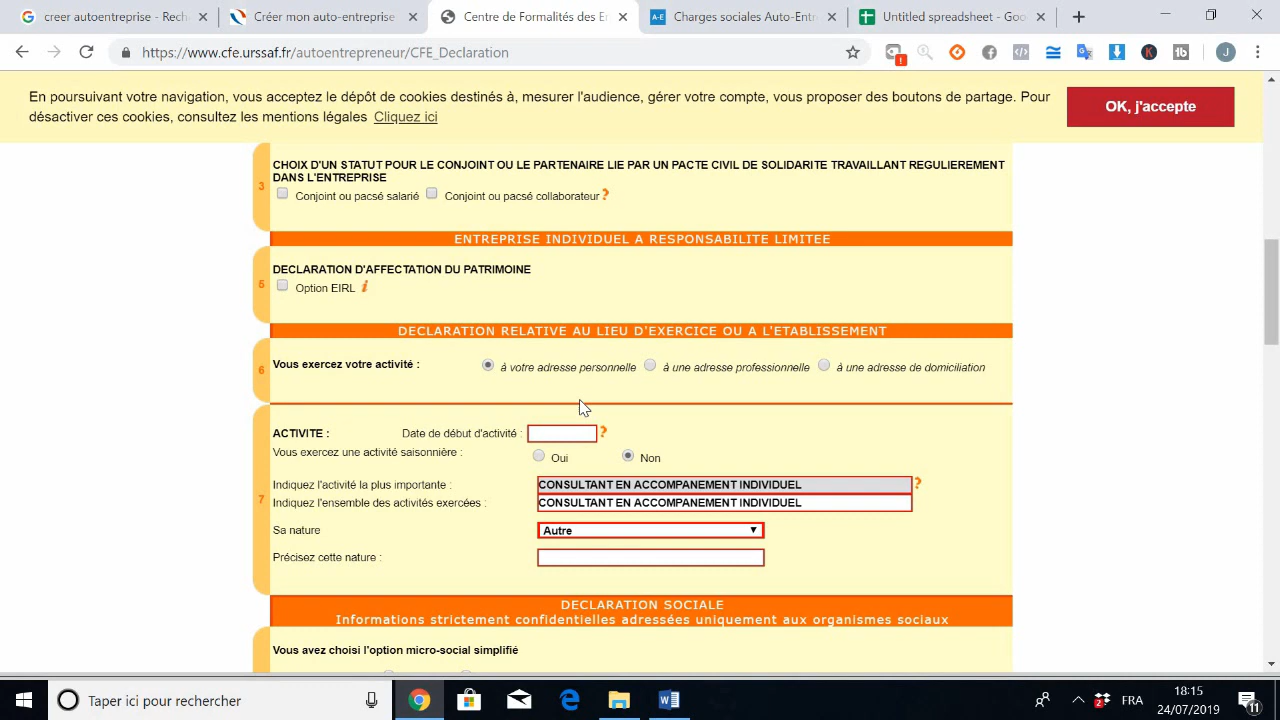 creer autoentreprise - Rech
Créer mon auto-entreprise
Centre de Formalités des En
A-E
Charges sociales Auto-Entre
Untitled spreadsheet - Goo
https://www.cfe.urssaf.fr/autoentrepreneur/CFE_Declaration
J
En poursuivant votre navigation, vous acceptez le dépôt de cookies destinés à, mesurer l'audience, gérer votre compte, vous proposer des boutons de partage. Pour
désactiver ces cookies, consultez les mentions légales Cliquez ici
OK, j'accepte
CHOIX D'UN STATUT POUR LE CONJOINT OU LE PARTENAIRE LIE PAR UN PACTE CIVIL DE SOLIDARITE TRAVAILLANT REGULIEREMENT
DANS L'ENTREPRISE
3
Conjoint ou pacsé salarié Conjoint ou pacsé collaborateur ?
ENTREPRISE INDIVIDUEL A RESPONSABILITE LIMITEE
DECLARATION D'AFFECTATION DU PATRIMOINE
5
Option EIRL i
DECLARATION RELATIVE AU LIEU D'EXERCICE OU A L'ETABLISSEMENT
6
Vous exercez votre activité : à votre adresse personnelle à une adresse professionnelle à une adresse de domiciliation
ACTIVITE : Date de début d'activité : ?
Vous exercez une activité saisonnière : Oui Non
Indiquez l'activité la plus importante : CONSULTANT EN ACCOMPANEMENT INDIVIDUEL ?
7
Indiquez l'ensemble des activités exercées : CONSULTANT EN ACCOMPANEMENT INDIVIDUEL
Sa nature Autre
Précisez cette nature :
DECLARATION SOCIALE
Informations strictement confidentielles adressées uniquement aux organismes sociaux
Vous avez choisi l'option micro-social simplifié
Taper ici pour rechercher
FRA
18:15
24/07/2019
11